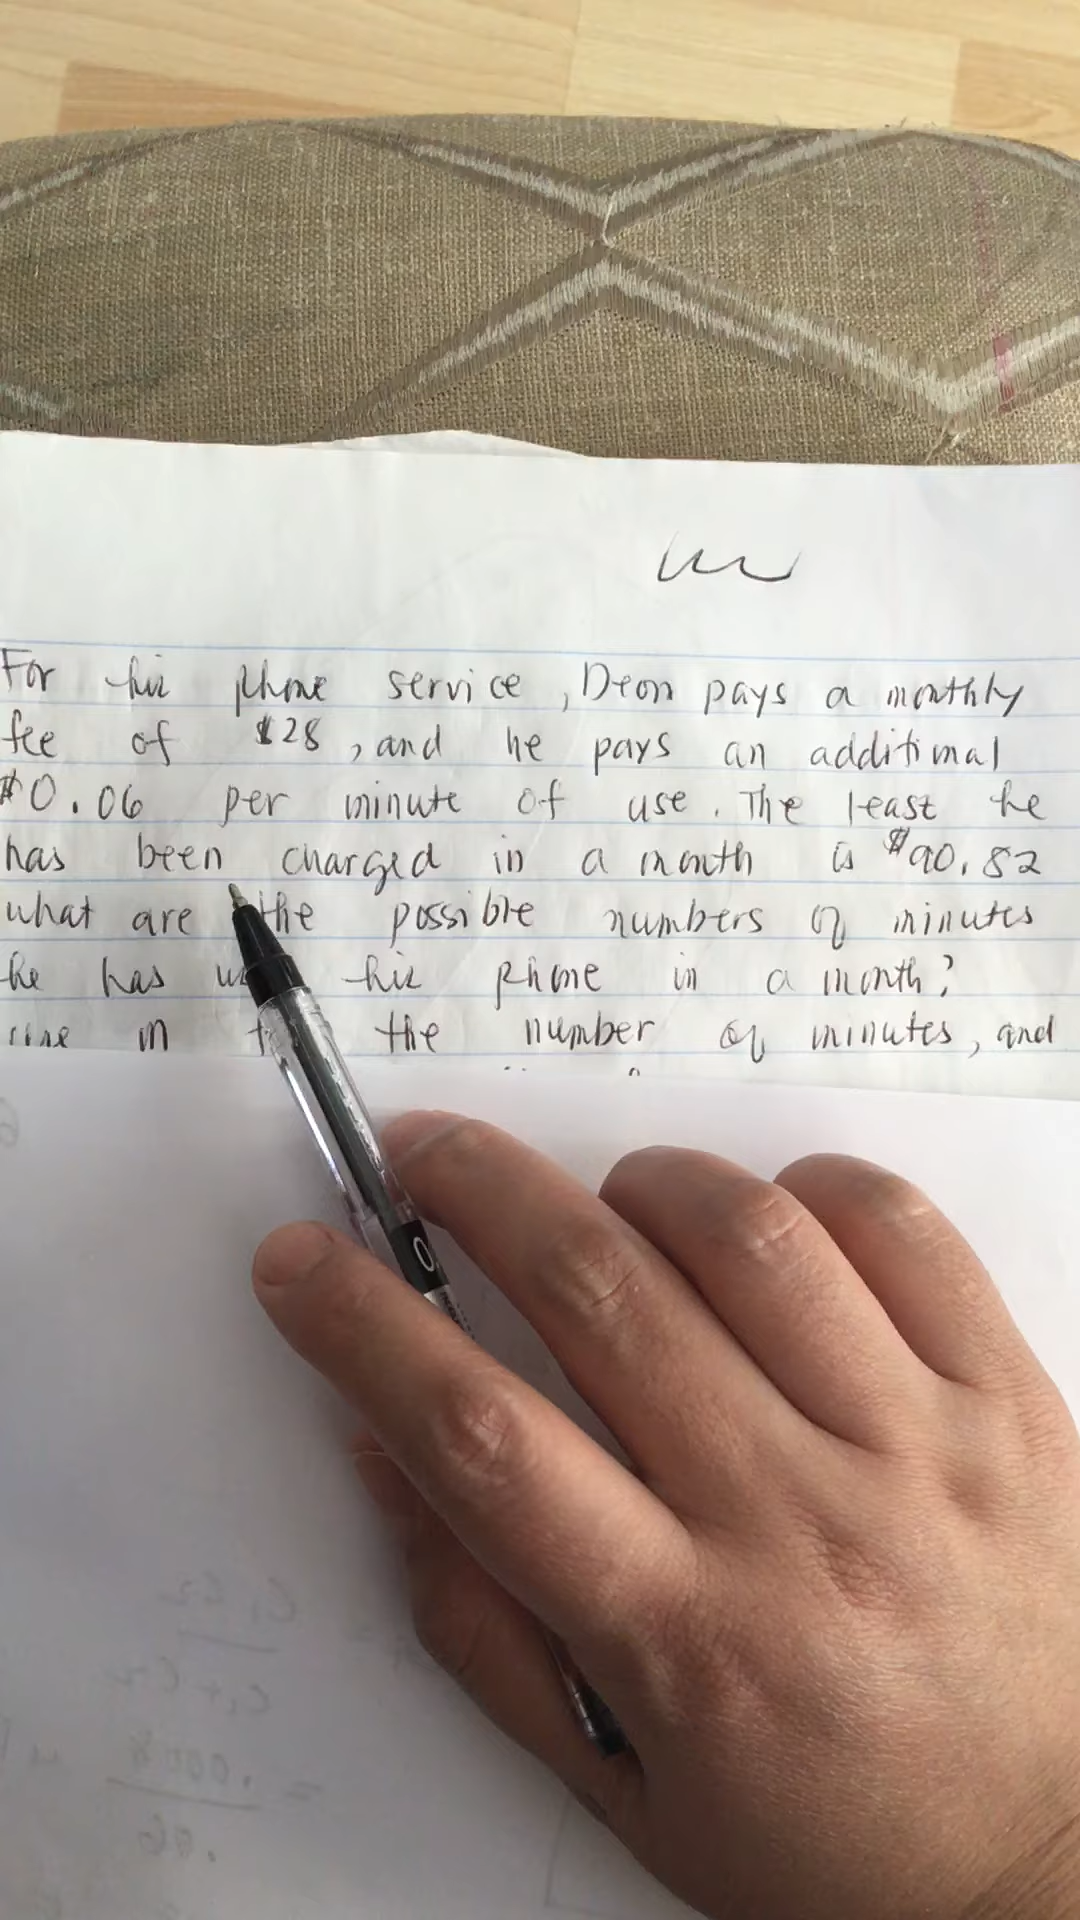 For his phone service, Deon pays a monthly
fee of $28, and he pays an additional
$0.06 per minute of use. The least he
has been charged in a month is $90.82
what are the possible numbers of minutes
he has his phone in a month?
in the number of minutes, and